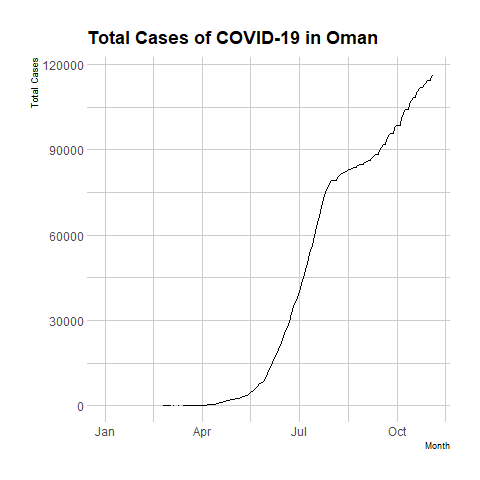 Total Cases of COVID-19 in Oman
Total Cases
120000
90000
60000
30000
0
Jan
Apr
Jul
Oct
Month